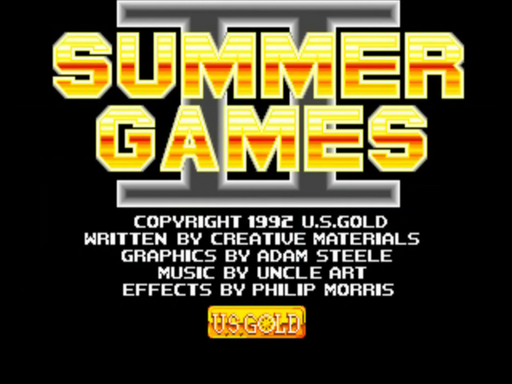 SUMMER
GAMES
II
COPYRIGHT 1992 U.S.GOLD
WRITTEN BY CREATIVE MATERIALS
GRAPHICS BY ADAM STEELE
MUSIC BY UNCLE ART
EFFECTS BY PHILIP MORRIS
U.S.GOLD